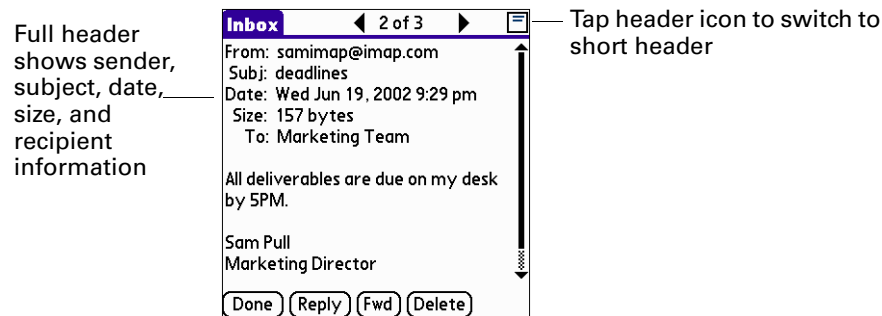 Full header
shows sender,
subject, date,
size, and
recipient
information
Inbox 2 of 3
From: samimap@imap.com
Subj: deadlines
Date: Wed Jun 19, 2002 9:29 pm
Size: 157 bytes
To: Marketing Team
All deliverables are due on my desk
by 5PM.
Sam Pull
Marketing Director
Done Reply Fwd Delete
Tap header icon to switch to
short header